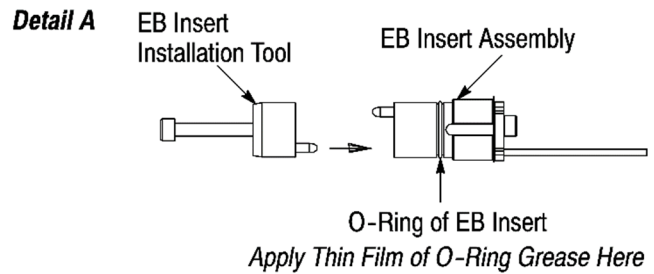 Detail A
EB Insert
Installation Tool
EB Insert Assembly
O-Ring of EB Insert
Apply Thin Film of O-Ring Grease Here